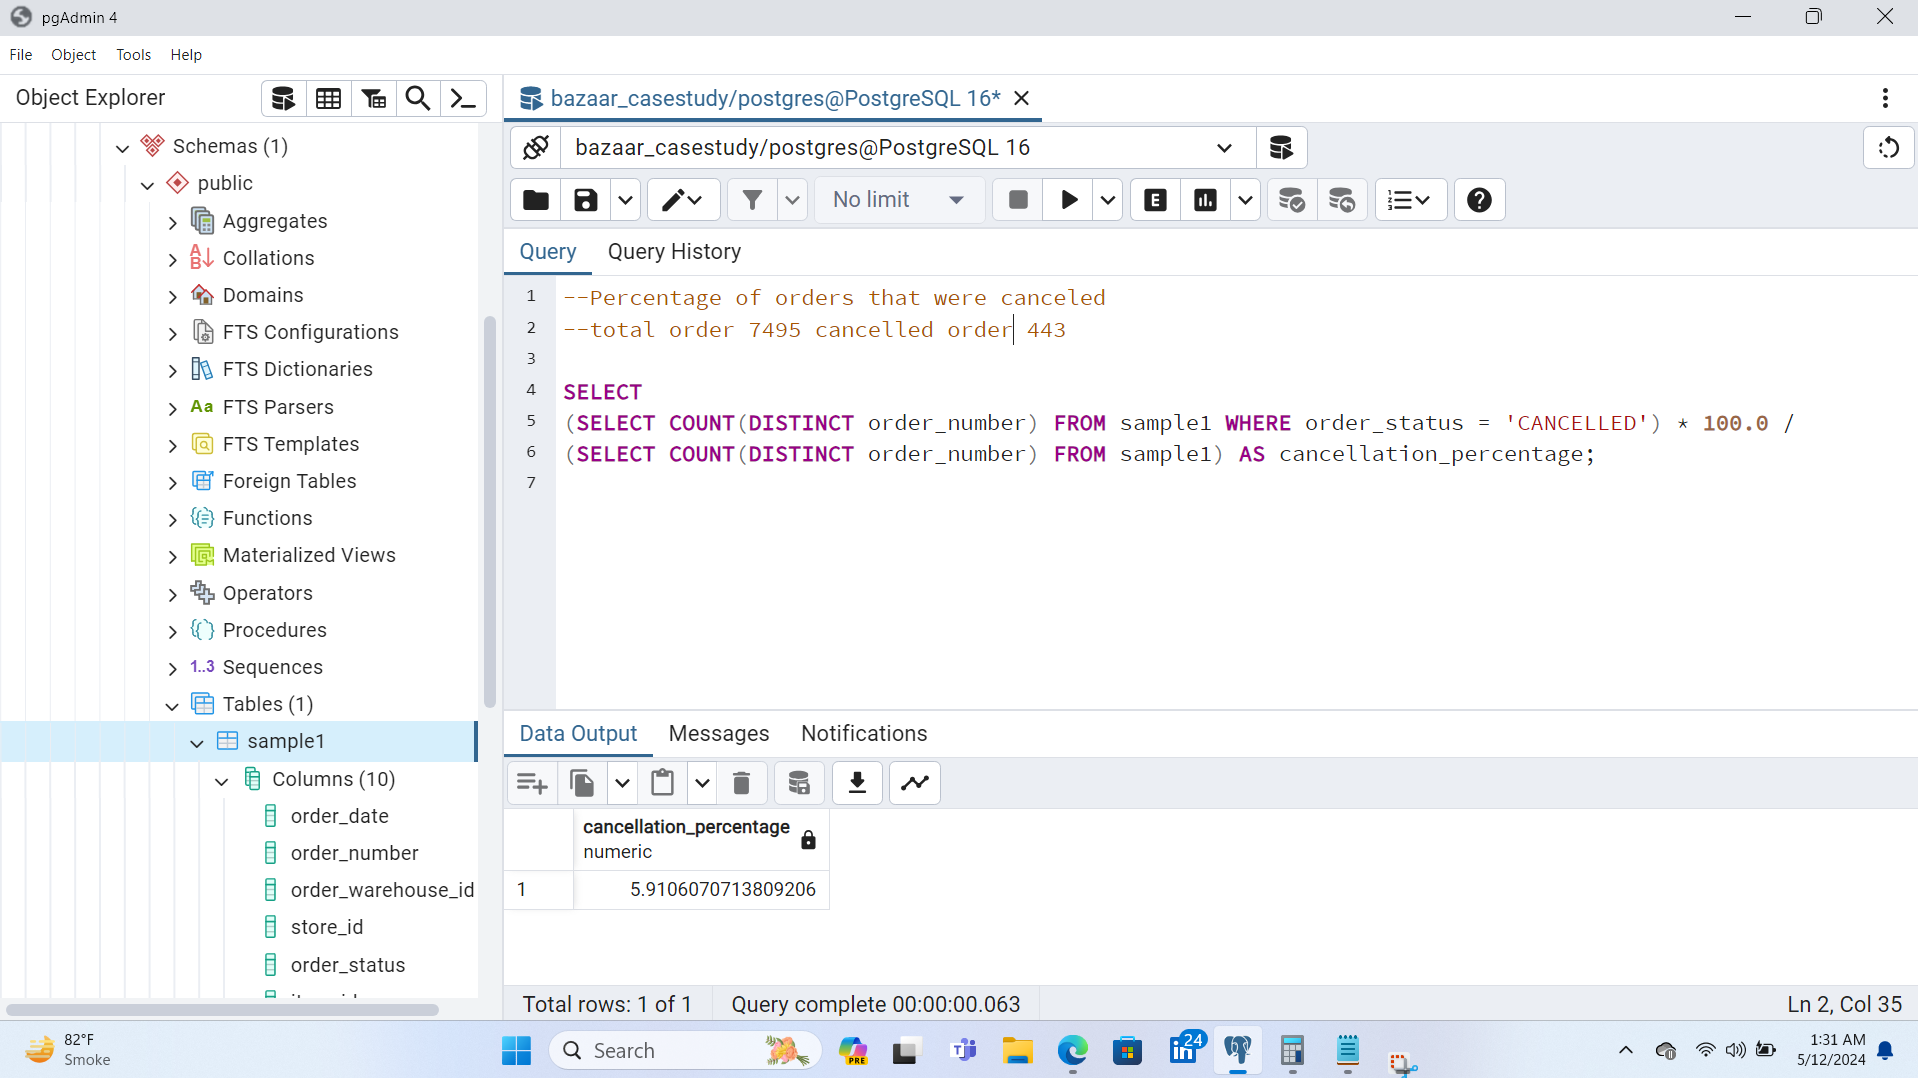 pgAdmin 4
File Object Tools Help
Object Explorer
bazaar_casestudy/postgres@PostgreSQL 16*
Schemas (1)
public
Aggregates
Collations
Domains
FTS Configurations
FTS Dictionaries
Aa FTS Parsers
FTS Templates
Foreign Tables
Functions
Materialized Views
Operators
Procedures
1..3 Sequences
Tables (1)
sample1
Columns (10)
order_date
order_number
order_warehouse_id
store_id
order_status
bazaar_casestudy/postgres@PostgreSQL 16
No limit
E
Query Query History
1 --Percentage of orders that were canceled
2 --total order 7495 cancelled order 443
3
4 SELECT
5 (SELECT COUNT(DISTINCT order_number) FROM sample1 WHERE order_status = 'CANCELLED') * 100.0 /
6 (SELECT COUNT(DISTINCT order_number) FROM sample1) AS cancellation_percentage;
7
Data Output Messages Notifications
cancellation_percentage
numeric
1 5.9106070713809206
Total rows: 1 of 1 Query complete 00:00:00.063 Ln 2, Col 35
82°F
Smoke
Search
PRE
24
1:31 AM
5/12/2024